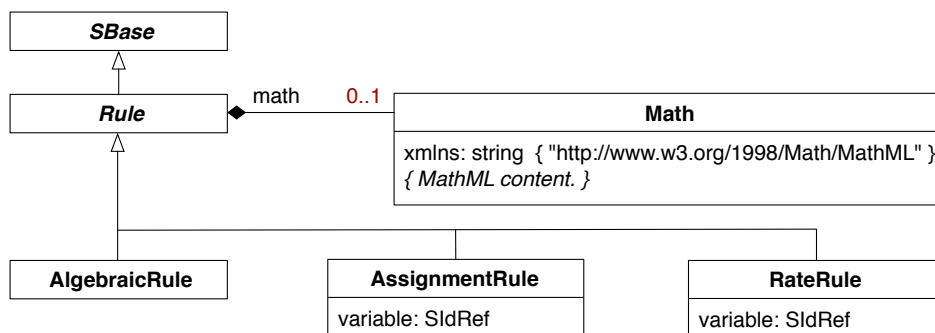 SBase
Rule
math 0..1
Math
xmlns: string { "http://www.w3.org/1998/Math/MathML" }
{ MathML content. }
AlgebraicRule
AssignmentRule
RateRule
variable: SIdRef
variable: SIdRef